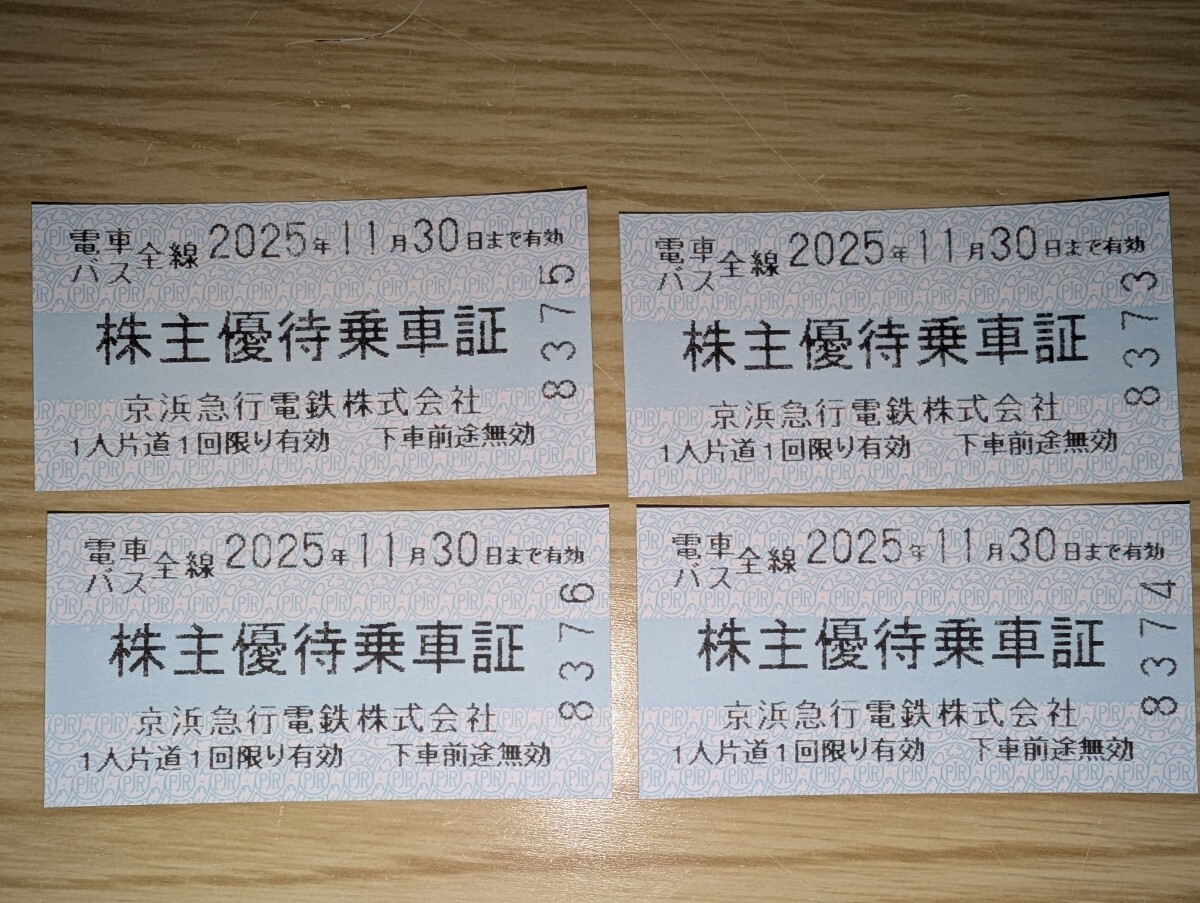 電車
バス全線 2025年11月30日まで有効
株主優待乗車証
京浜急行電鉄株式会社
1人片道1回限り有効 下車前途無効
8375
電車
バス全線 2025年11月30日まで有効
株主優待乗車証
京浜急行電鉄株式会社
1人片道1回限り有効 下車前途無効
8373
電車
バス全線 2025年11月30日まで有効
株主優待乗車証
京浜急行電鉄株式会社
1人片道1回限り有効 下車前途無効
8376
電車
バス全線 2025年11月30日まで有効
株主優待乗車証
京浜急行電鉄株式会社
1人片道1回限り有効 下車前途無効
8374